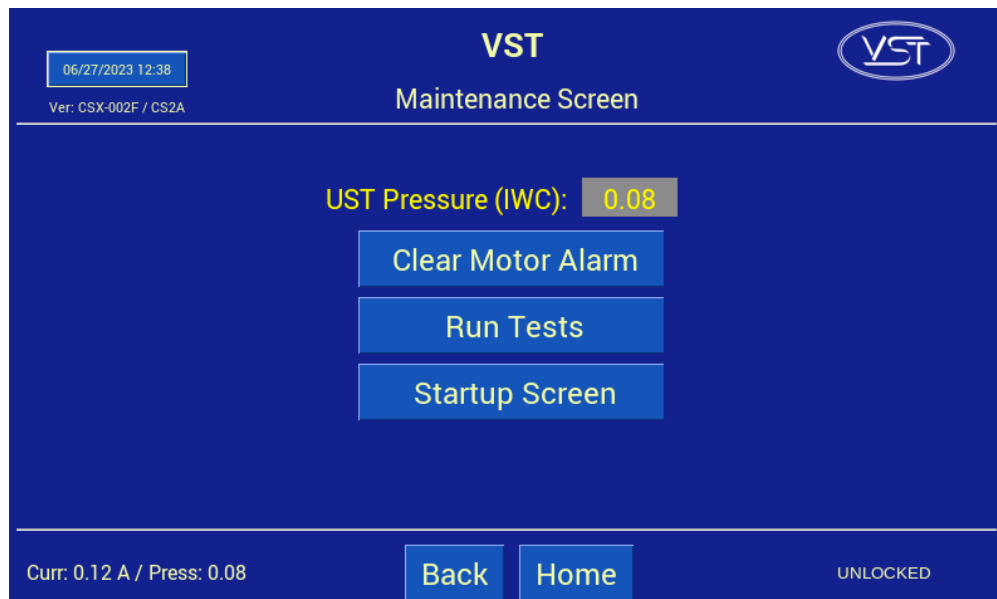 VST
06/27/2023 12:38
VST
Ver: CSX-002F / CS2A
Maintenance Screen
UST Pressure (IWC): 0.08
Clear Motor Alarm
Run Tests
Startup Screen
Curr: 0.12 A / Press: 0.08
Back
Home
UNLOCKED